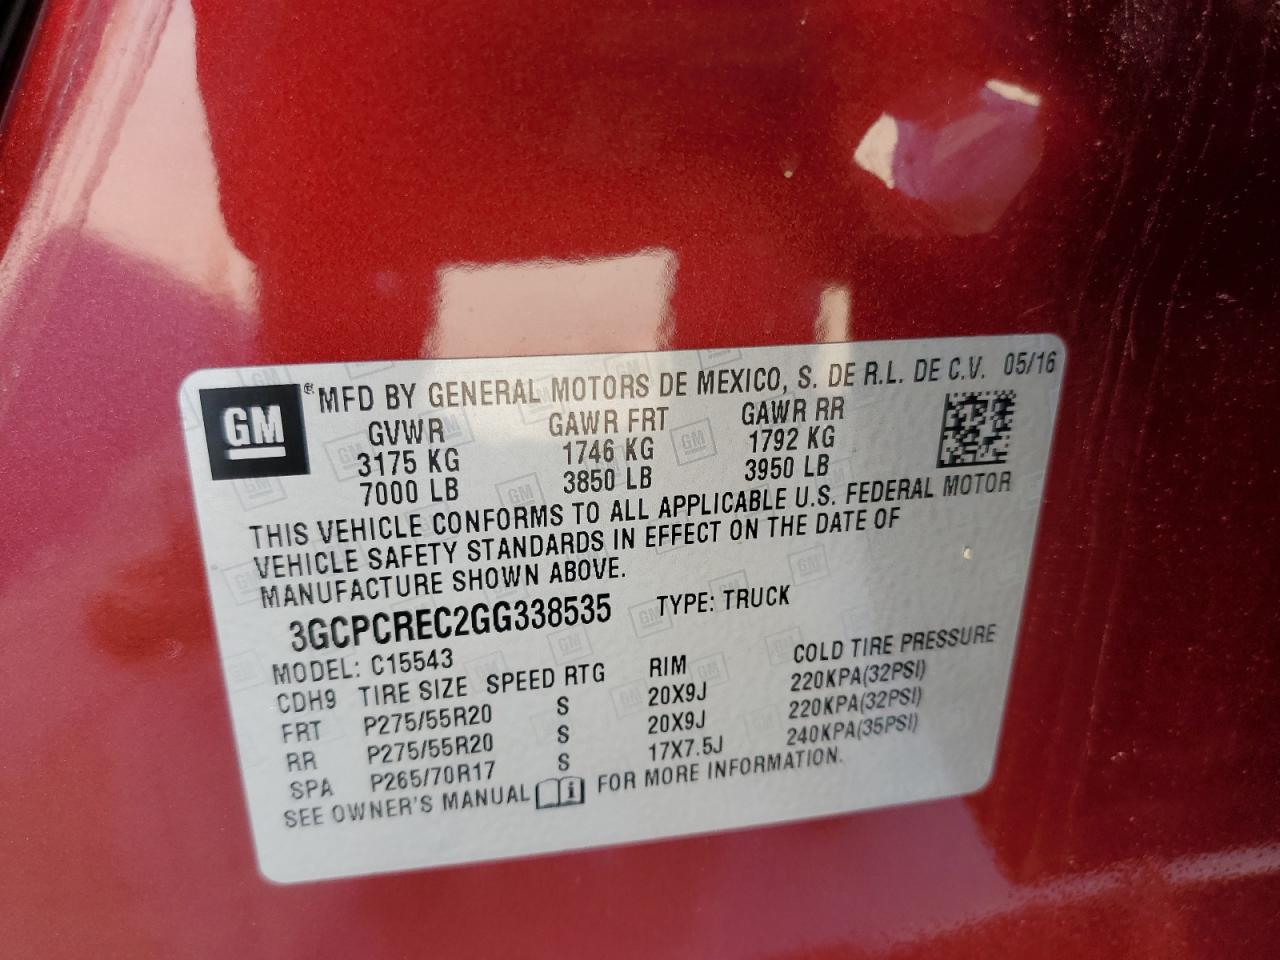 GM
® MFD BY GENERAL MOTORS DE MEXICO, S. DE R.L. DE C.V. 05/16
GVWR GAWR FRT GAWR RR
3175 KG 1746 KG 1792 KG
7000 LB 3850 LB 3950 LB
THIS VEHICLE CONFORMS TO ALL APPLICABLE U.S. FEDERAL MOTOR
VEHICLE SAFETY STANDARDS IN EFFECT ON THE DATE OF
MANUFACTURE SHOWN ABOVE.
3GCPCREC2GG338535 TYPE: TRUCK
MODEL: C15543
CDH9 TIRE SIZE SPEED RTG RIM COLD TIRE PRESSURE
FRT P275/55R20 S 20X9J 220KPA(32PSI)
RR P275/55R20 S 20X9J 220KPA(32PSI)
SPA P265/70R17 S 17X7.5J 240KPA(35PSI)
SEE OWNER'S MANUAL i FOR MORE INFORMATION.